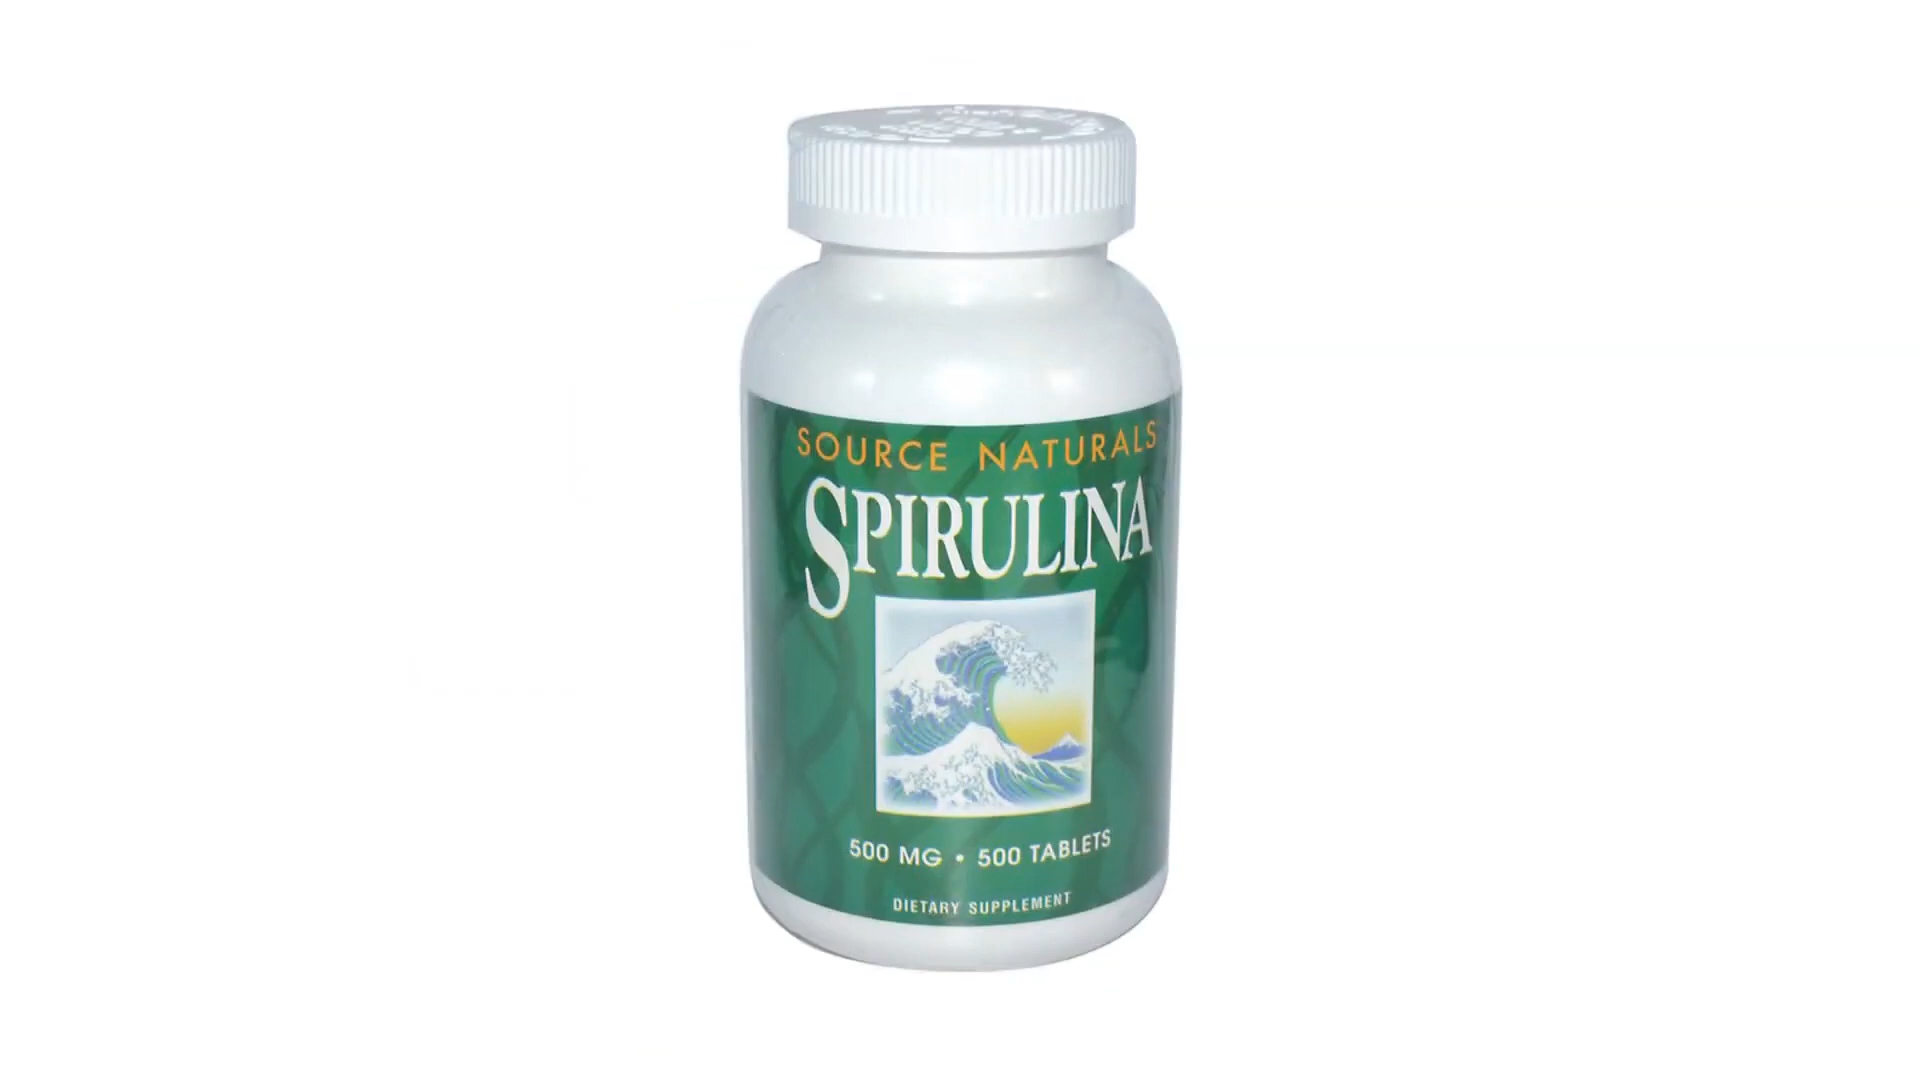 SOURCE NATURALS
SPIRULINA
500 MG • 500 TABLETS
DIETARY SUPPLEMENT